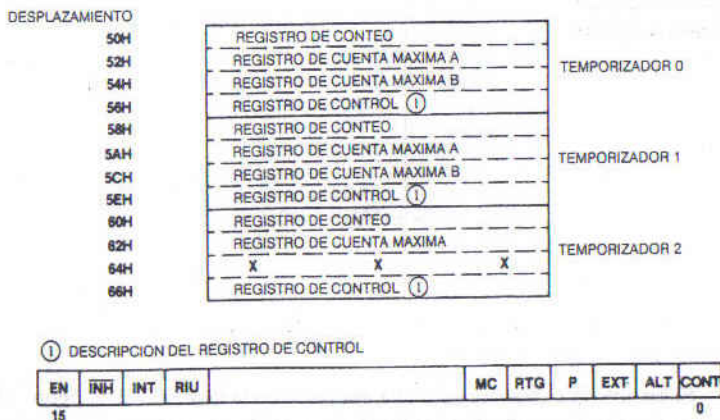 DESPLAZAMIENTO
50H REGISTRO DE CONTEO
52H REGISTRO DE CUENTA MAXIMA A
54H REGISTRO DE CUENTA MAXIMA B
56H REGISTRO DE CONTROL ①
TEMPORIZADOR 0
58H REGISTRO DE CONTEO
5AH REGISTRO DE CUENTA MAXIMA A
5CH REGISTRO DE CUENTA MAXIMA B
5EH REGISTRO DE CONTROL ①
TEMPORIZADOR 1
60H REGISTRO DE CONTEO
62H REGISTRO DE CUENTA MAXIMA
64H X X X
66H REGISTRO DE CONTROL ①
TEMPORIZADOR 2
① DESCRIPCION DEL REGISTRO DE CONTROL
EN INH INT RIU MC RTG P EXT ALT CONT
15 0